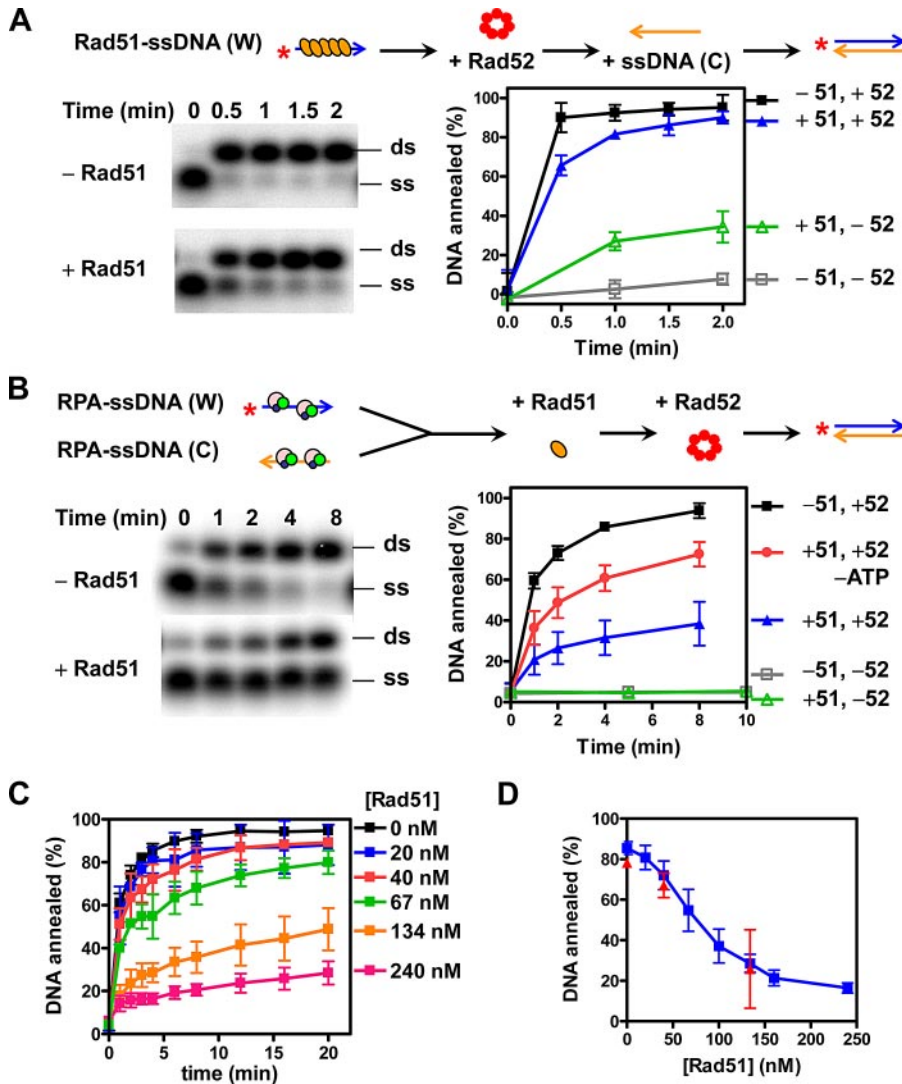 A
Rad51-ssDNA (W)
*
+ Rad52
+ ssDNA (C)
*
Time (min) 0 0.5 1 1.5 2
− Rad51
ds
ss
+ Rad51
ds
ss
DNA annealed (%)
100
80
60
40
20
0
0.0 0.5 1.0 1.5 2.0
Time (min)
− 51, + 52
+ 51, + 52
+ 51, − 52
− 51, − 52
B
RPA-ssDNA (W)
*
RPA-ssDNA (C)
+ Rad51
+ Rad52
*
Time (min) 0 1 2 4 8
− Rad51
ds
ss
+ Rad51
ds
ss
DNA annealed (%)
100
80
60
40
20
0
0 2 4 6 8 10
Time (min)
−51, +52
+51, +52
−ATP
+51, +52
−51, −52
+51, −52
C
DNA annealed (%)
100
80
60
40
20
0
0 5 10 15 20
time (min)
[Rad51]
0 nM
20 nM
40 nM
67 nM
134 nM
240 nM
D
DNA annealed (%)
100
80
60
40
20
0
0 50 100 150 200 250
[Rad51] (nM)